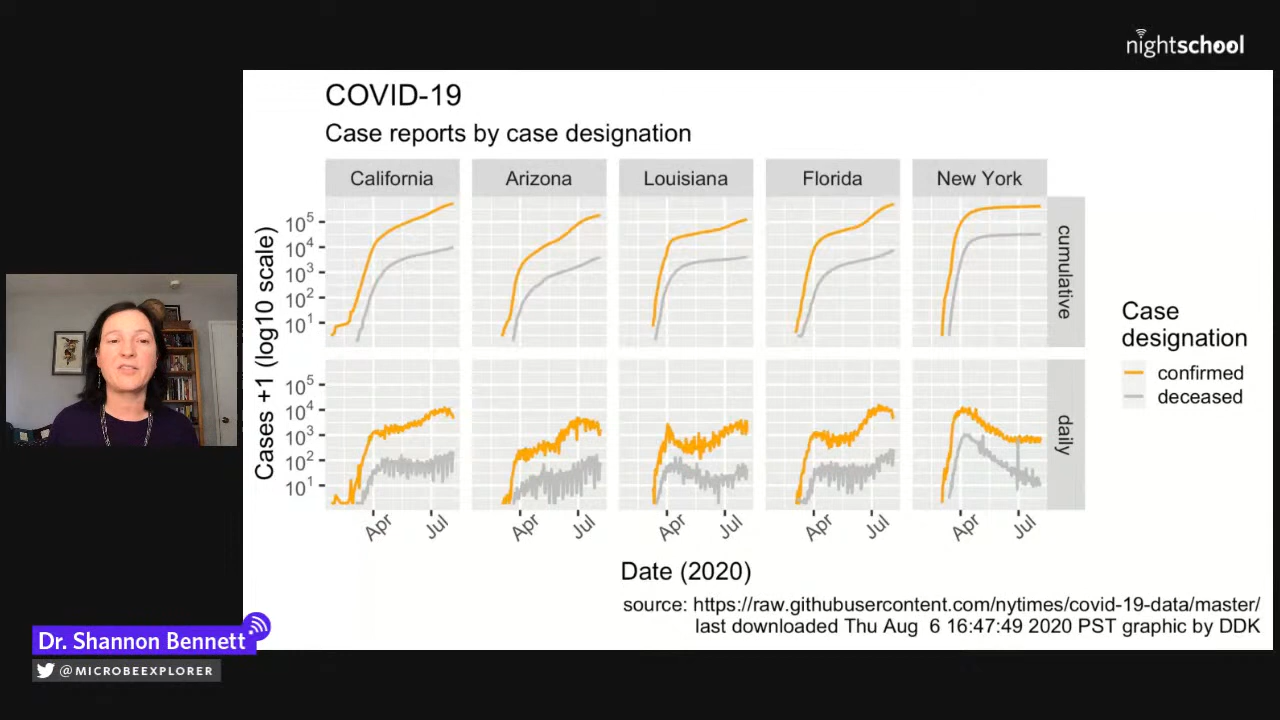 nightschool
COVID-19
Case reports by case designation
California
Arizona
Louisiana
Florida
New York
Cases +1 (log10 scale)
10⁵
10⁴
10³
10²
10¹
cumulative
10⁵
10⁴
10³
10²
10¹
daily
Case
designation
confirmed
deceased
Apr
Jul
Apr
Jul
Apr
Jul
Apr
Jul
Apr
Jul
Date (2020)
source: https://raw.githubusercontent.com/nytimes/covid-19-data/master/
last downloaded Thu Aug 6 16:47:49 2020 PST graphic by DDK
Dr. Shannon Bennett
@MICROBEEXPLORER